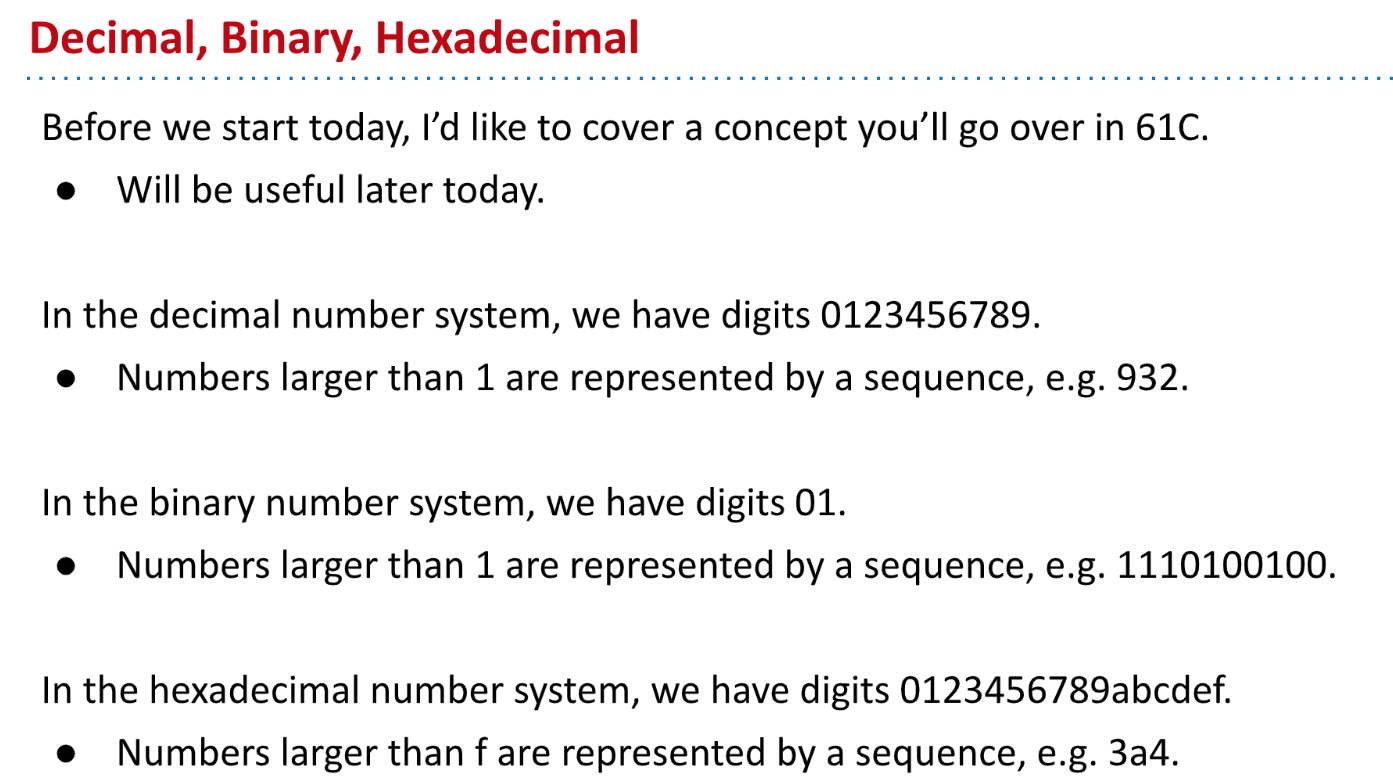 Decimal, Binary, Hexadecimal
Before we start today, I’d like to cover a concept you’ll go over in 61C.
● Will be useful later today.
In the decimal number system, we have digits 0123456789.
● Numbers larger than 1 are represented by a sequence, e.g. 932.
In the binary number system, we have digits 01.
● Numbers larger than 1 are represented by a sequence, e.g. 1110100100.
In the hexadecimal number system, we have digits 0123456789abcdef.
● Numbers larger than f are represented by a sequence, e.g. 3a4.